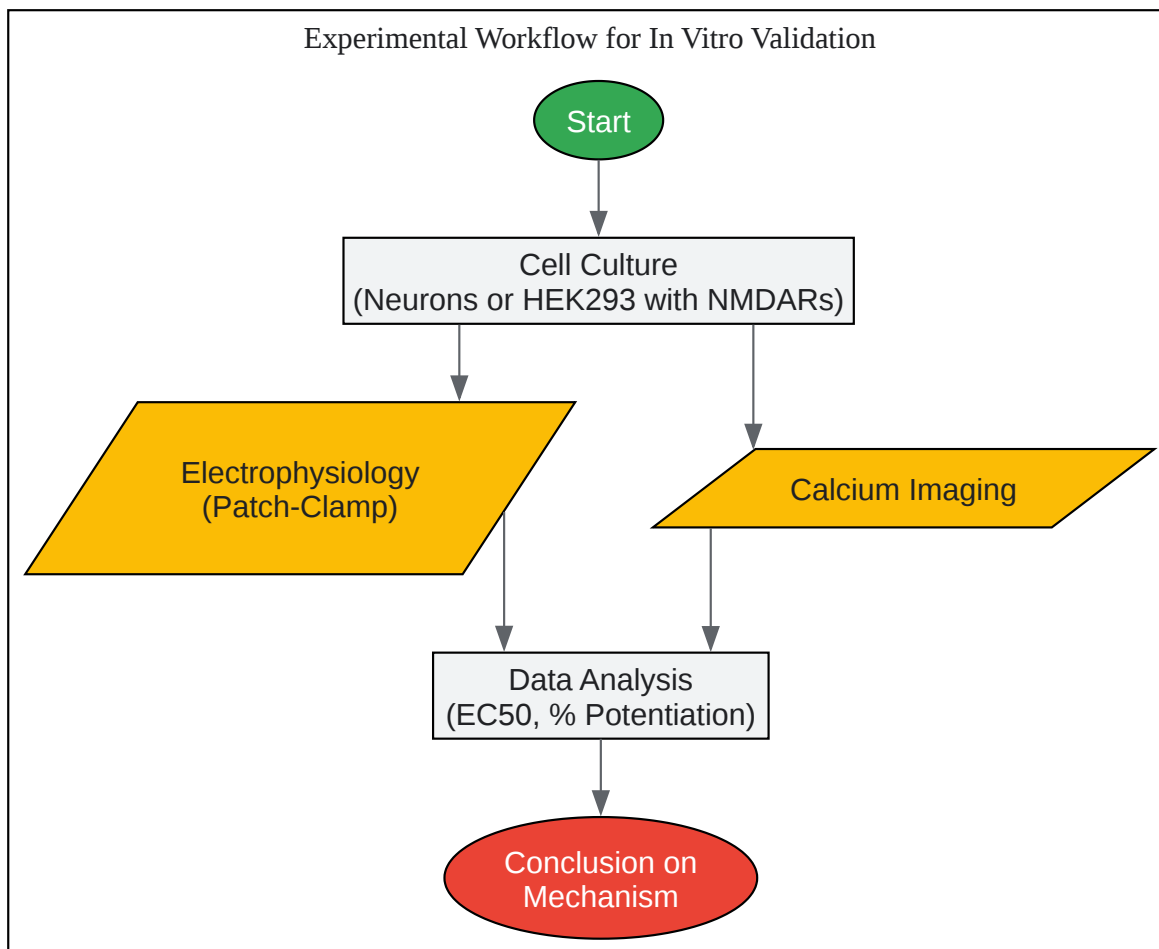 Experimental Workflow for In Vitro Validation
Start
Cell Culture
(Neurons or HEK293 with NMDARs)
Electrophysiology
(Patch-Clamp)
Calcium Imaging
Data Analysis
(EC50, % Potentiation)
Conclusion on
Mechanism